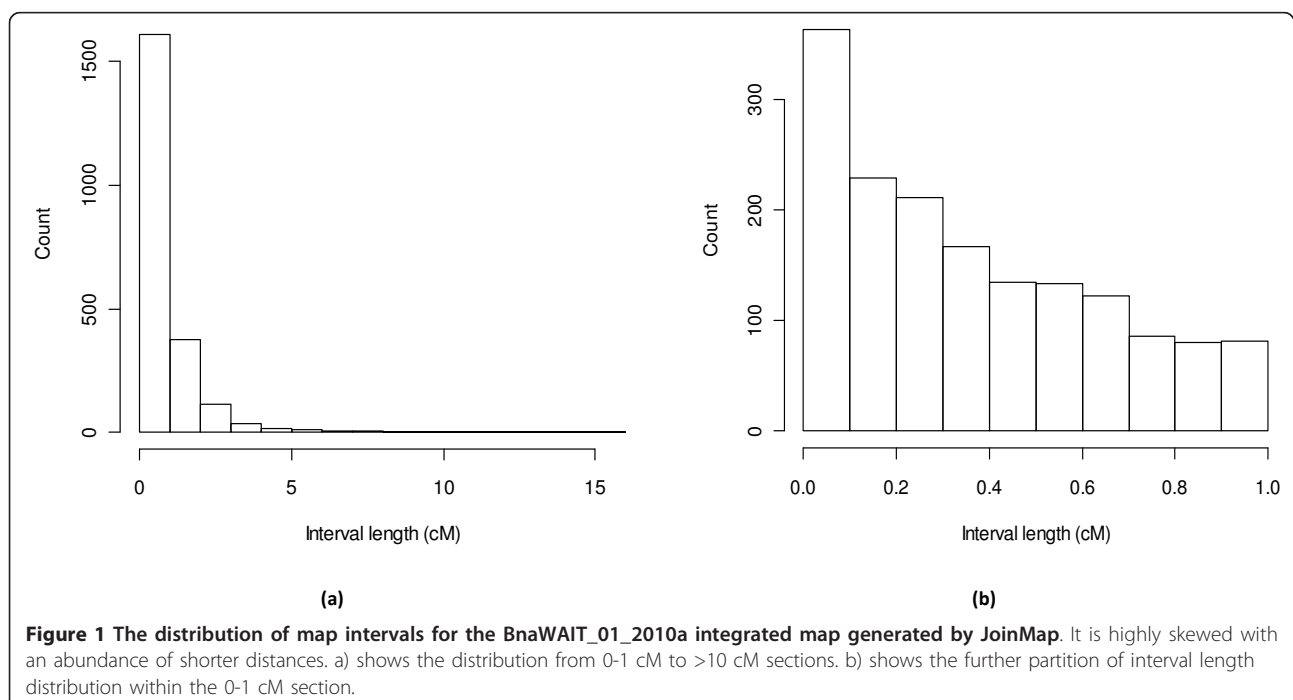 1500
1000
500
0
Count
0 5 10 15
Interval length (cM)
(a)
300
200
100
0
Count
0.0 0.2 0.4 0.6 0.8 1.0
Interval length (cM)
(b)
Figure 1 The distribution of map intervals for the BnaWAIT_01_2010a integrated map generated by JoinMap. It is highly skewed with
an abundance of shorter distances. a) shows the distribution from 0-1 cM to >10 cM sections. b) shows the further partition of interval length
distribution within the 0-1 cM section.